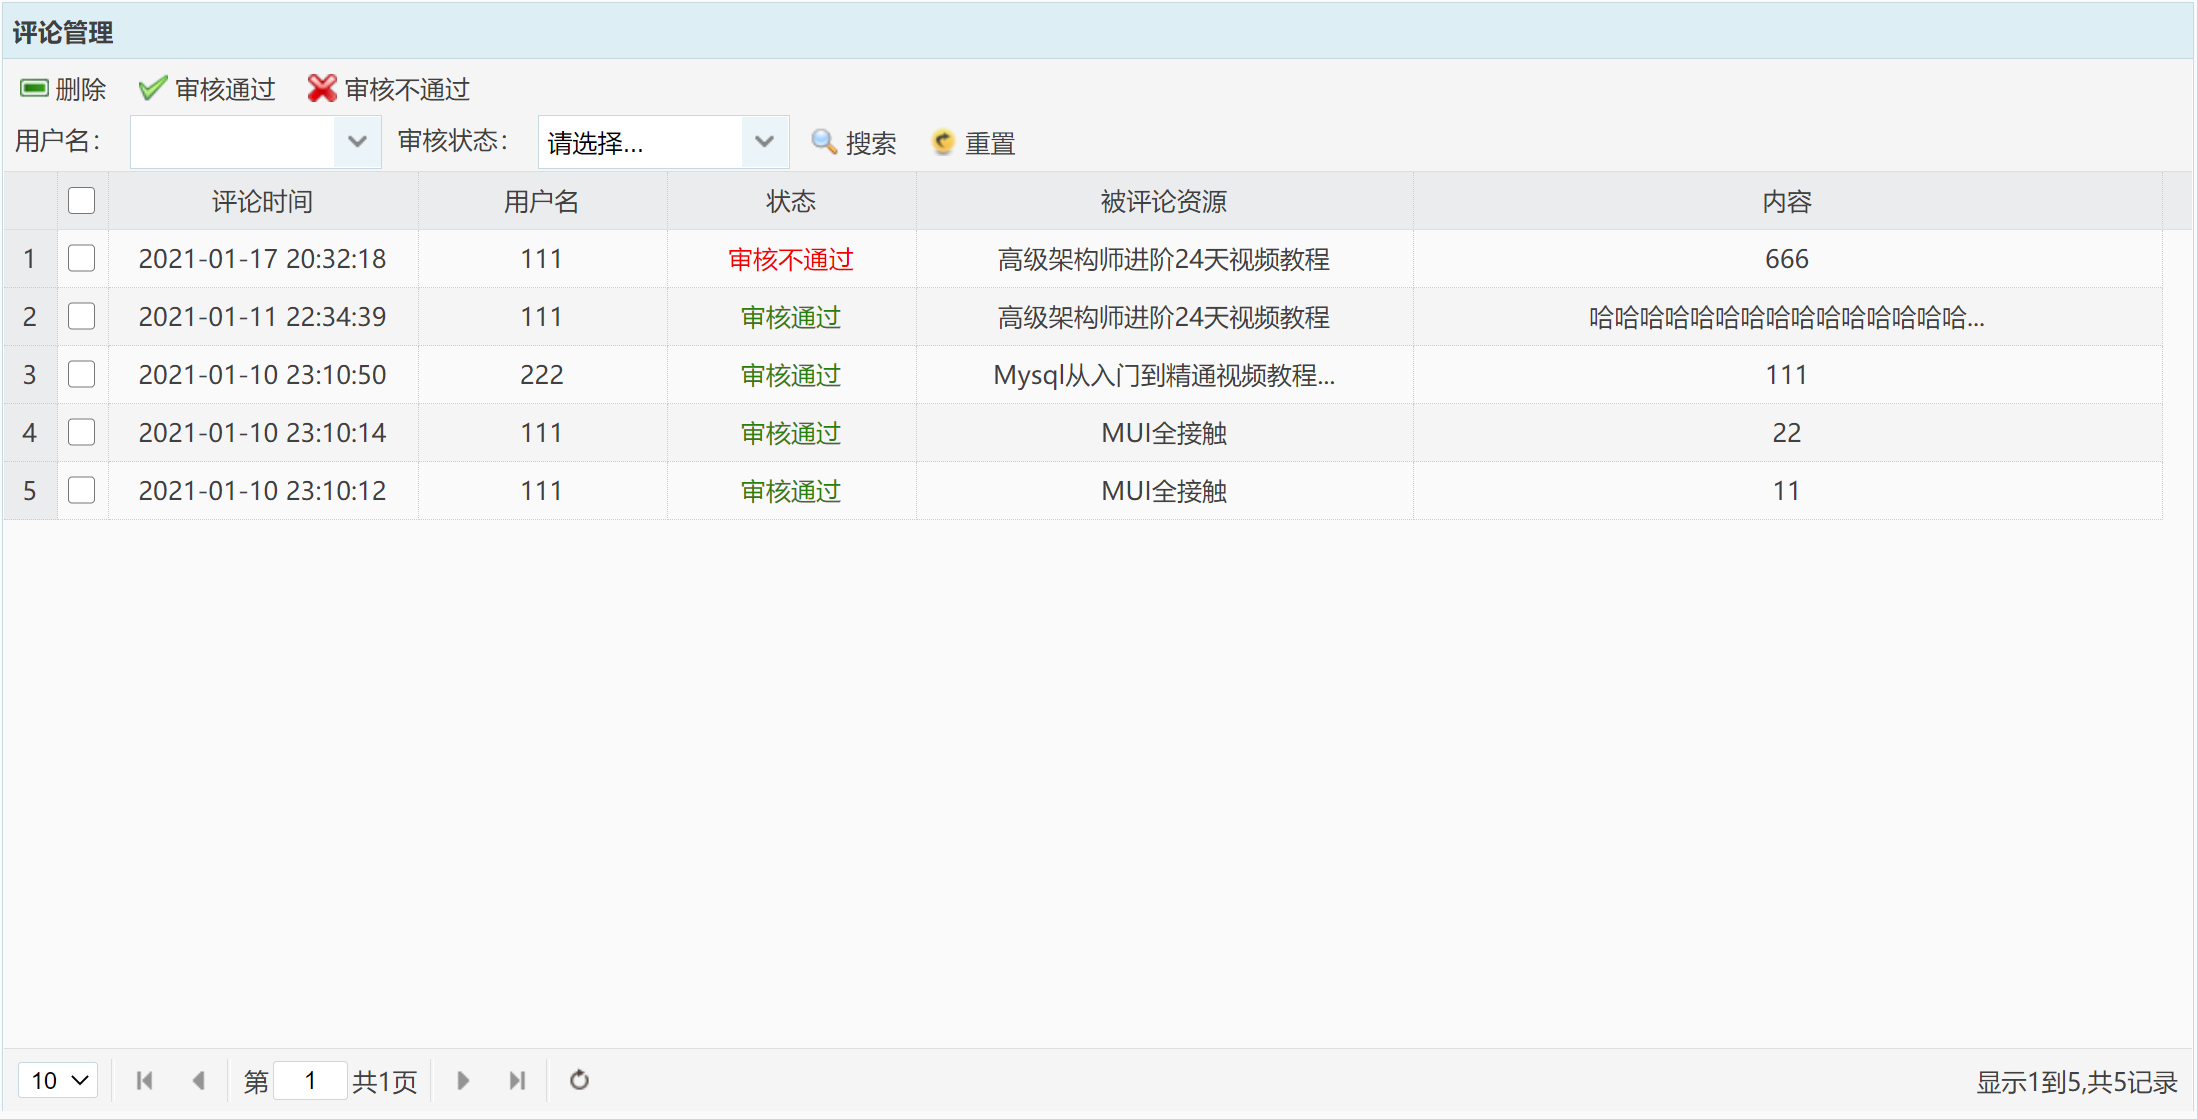 评论管理
删除 审核通过 审核不通过
用户名： 审核状态： 请选择... 搜索 重置
评论时间 用户名 状态 被评论资源 内容
1 2021-01-17 20:32:18 111 审核不通过 高级架构师进阶24天视频教程 666
2 2021-01-11 22:34:39 111 审核通过 高级架构师进阶24天视频教程 哈哈哈哈哈哈哈哈哈哈哈哈哈哈哈...
3 2021-01-10 23:10:50 222 审核通过 Mysql从入门到精通视频教程... 111
4 2021-01-10 23:10:14 111 审核通过 MUI全接触 22
5 2021-01-10 23:10:12 111 审核通过 MUI全接触 11
10 第 1 共1页 显示1到5,共5记录